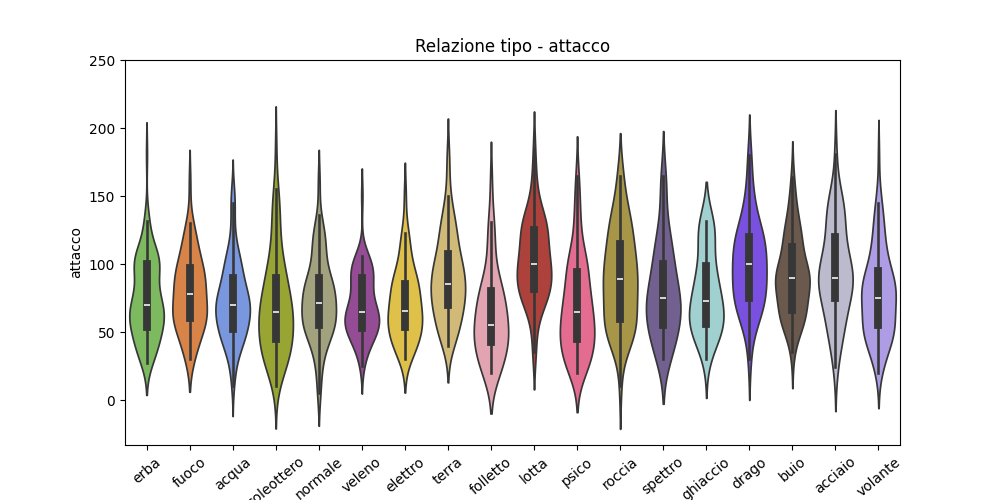 Relazione tipo - attacco
attacco
250
200
150
100
50
0
erba fuoco acqua normale veleno elettro terra folletto lotta psico roccia spettro ghiaccio drago buio acciaio volante